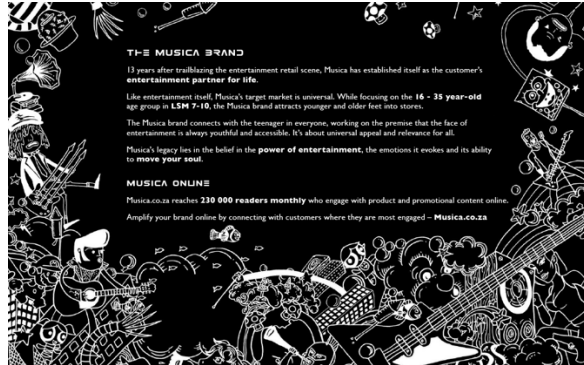 THE MUSICA BRAND
13 years after trailblazing the entertainment retail scene, Musica has established itself as the customer's
entertainment partner for life.
Like entertainment itself, Musica's target market is universal. While focusing on the 16 - 35 year-old
age group in LSM 7-10, the Musica brand attracts younger and older feet into stores.
The Musica brand connects with the teenager in everyone, working on the premise that the face of
entertainment is always youthful and accessible. It's about universal appeal and relevance for all.
Musica's legacy lies in the belief in the power of entertainment, the emotions it evokes and its ability
to move your soul.
MUSICA ONLINE
Musica.co.za reaches 230 000 readers monthly who engage with product and promotional content online.
Amplify your brand online by connecting with customers where they are most engaged – Musica.co.za